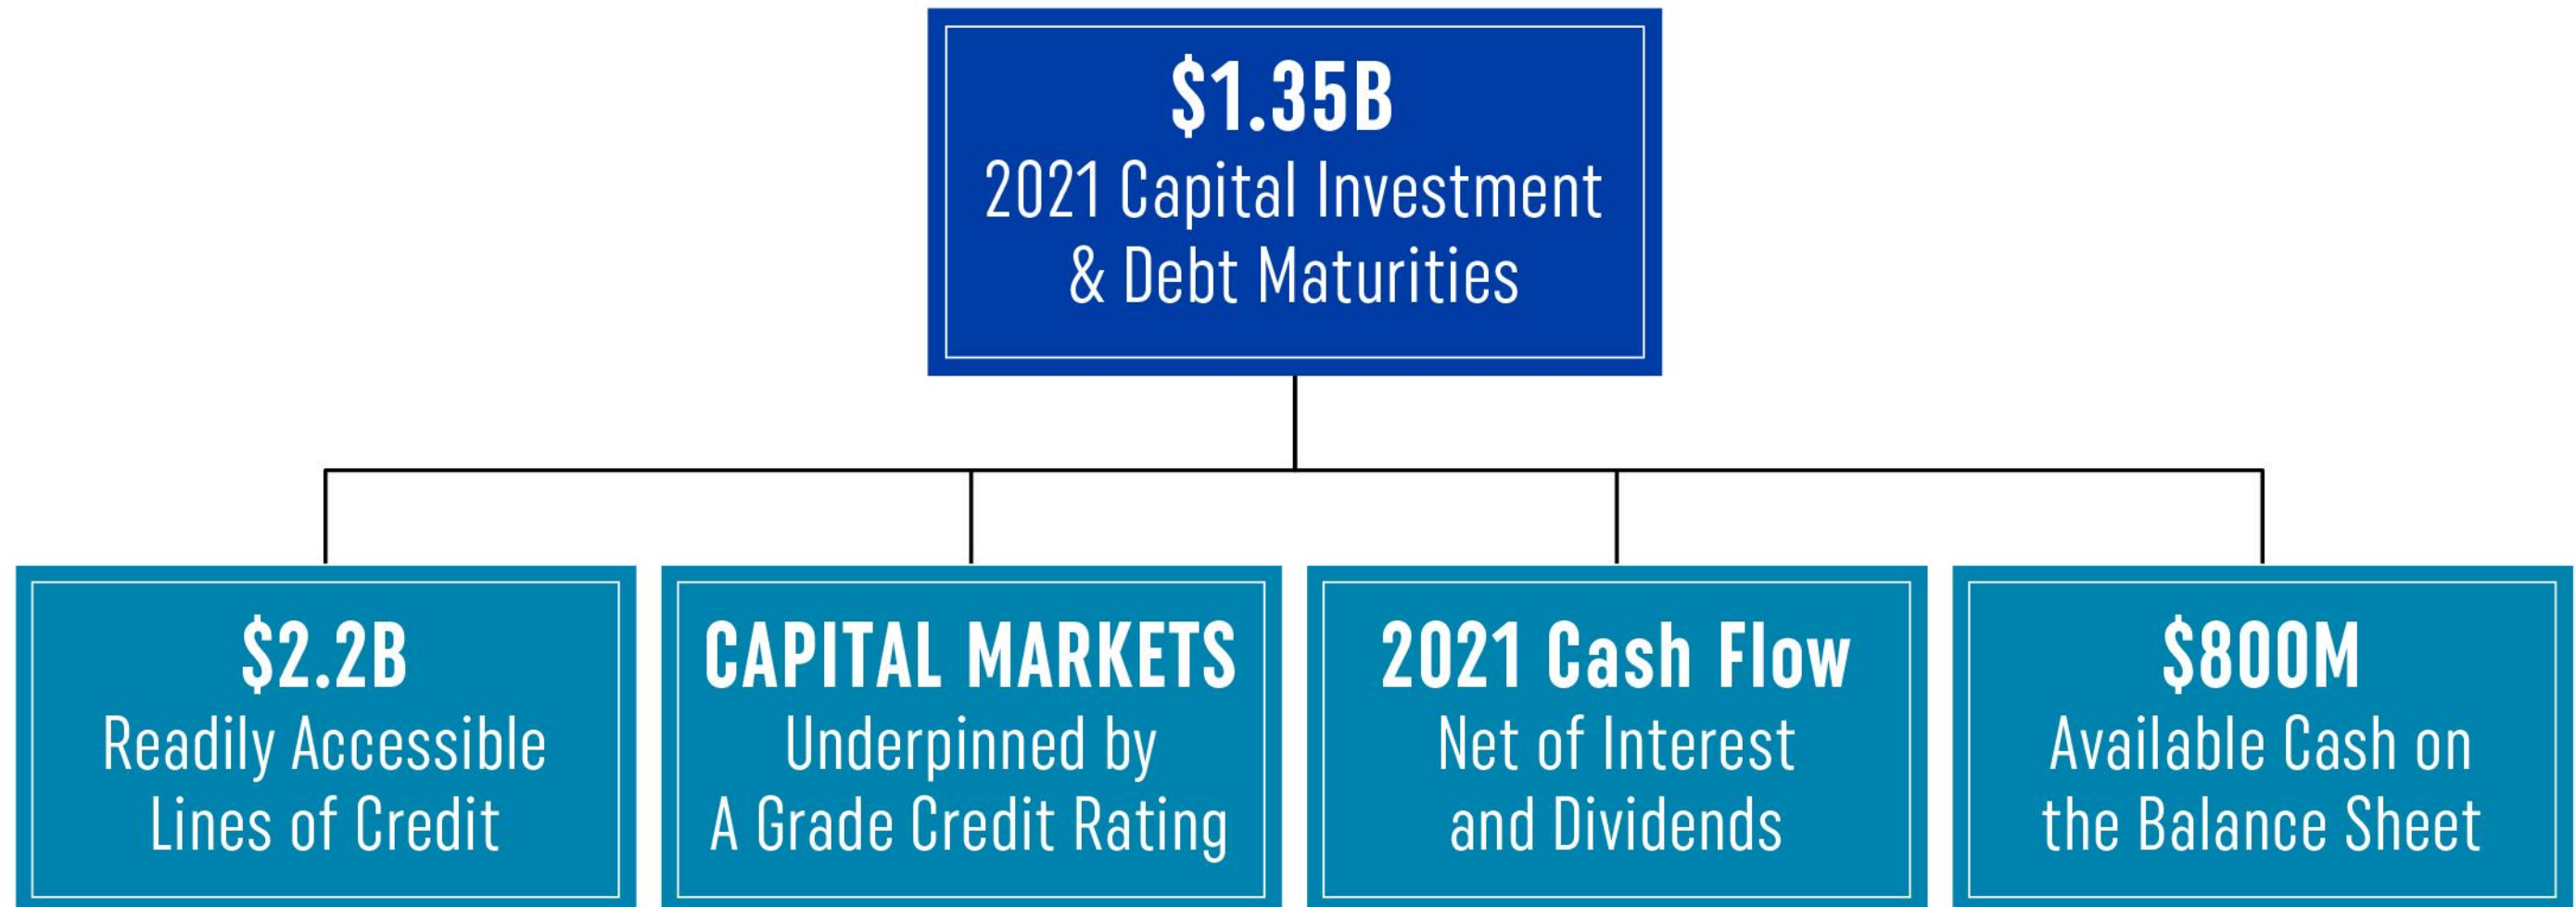 $1.35B
2021 Capital Investment
& Debt Maturities
$2.2B
Readily Accessible
Lines of Credit
CAPITAL MARKETS
Underpinned by
A Grade Credit Rating
2021 Cash Flow
Net of Interest
and Dividends
$800M
Available Cash on
the Balance Sheet